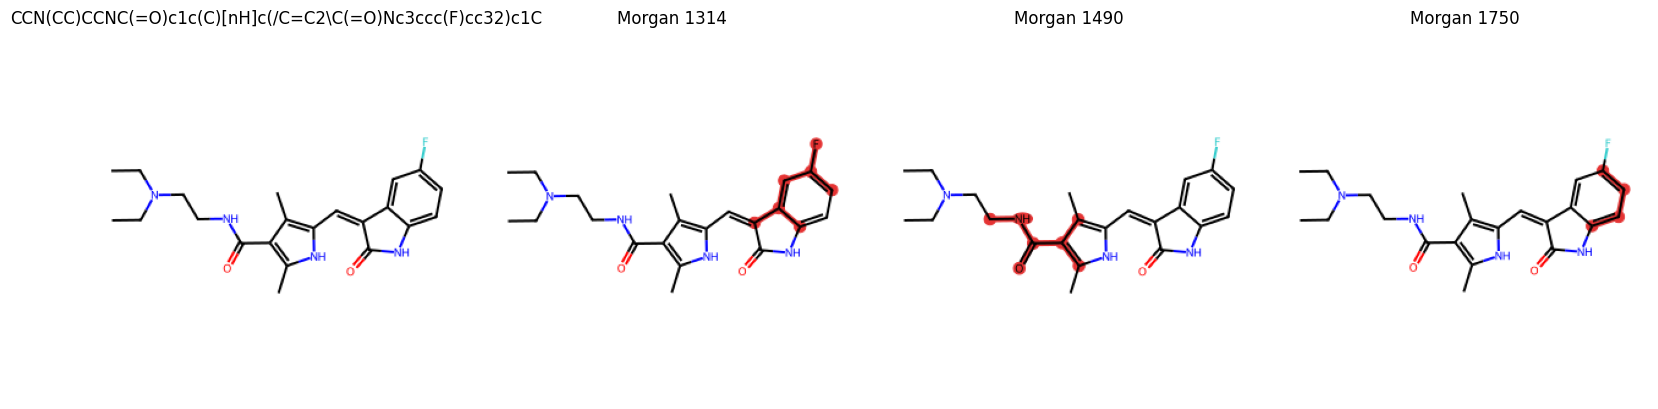 CCN(CC)CCNC(=O)c1c(C)[nH]c(/C=C2\C(=O)Nc3ccc(F)cc32)c1C
Morgan 1314
Morgan 1490
Morgan 1750
F
N
NH
O
NH
O
NH
F
N
NH
O
NH
O
NH
F
N
NH
O
NH
O
NH
F
N
NH
O
NH
O
NH